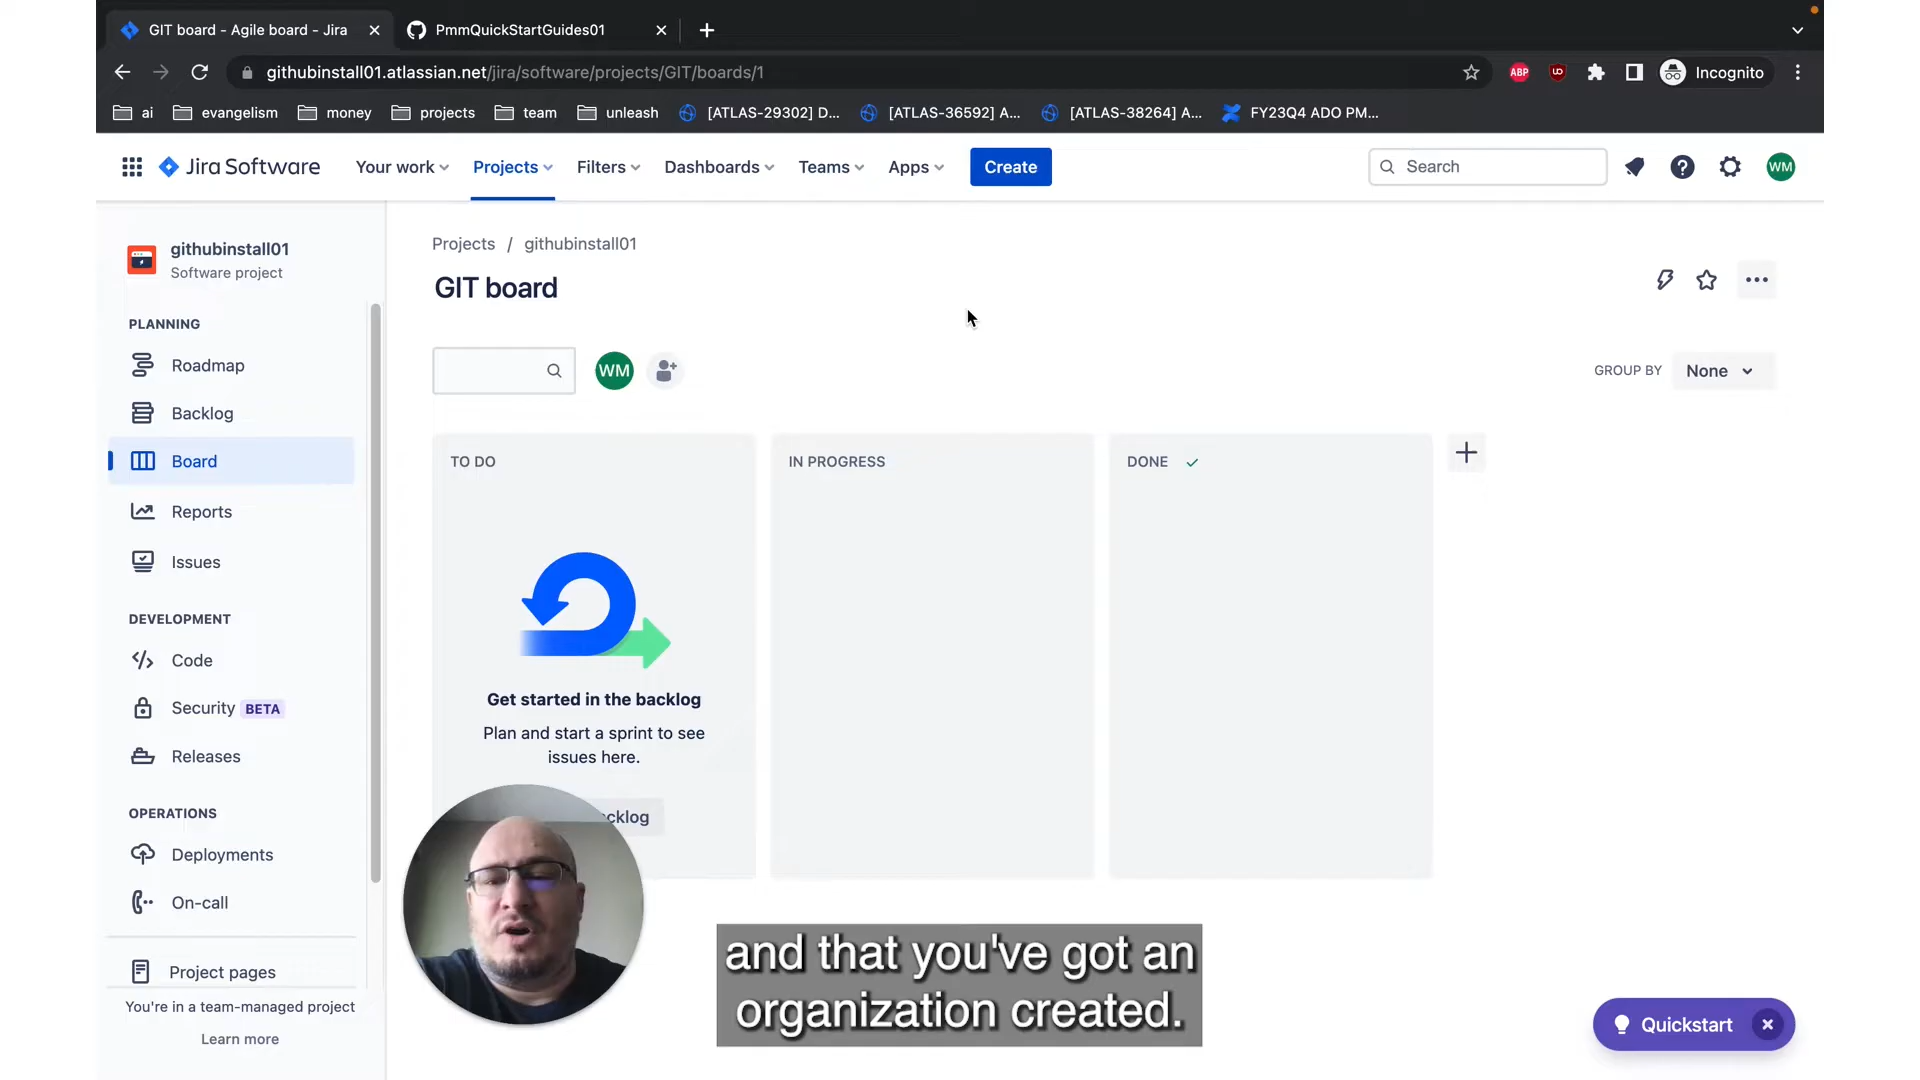 GIT board - Agile board - Jira
PmmQuickStartGuides01
githubinstall01.atlassian.net/jira/software/projects/GIT/boards/1
ABP
UD
Incognito
ai
evangelism
money
projects
team
unleash
[ATLAS-29302] D...
[ATLAS-36592] A...
[ATLAS-38264] A...
FY23Q4 ADO PM...
Jira Software
Your work
Projects
Filters
Dashboards
Teams
Apps
Create
Search
WM
githubinstall01
Software project
PLANNING
Roadmap
Backlog
Board
Reports
Issues
DEVELOPMENT
Code
Security BETA
Releases
OPERATIONS
Deployments
On-call
Project pages
You're in a team-managed project
Learn more
Projects / githubinstall01
GIT board
WM
GROUP BY
None
TO DO
IN PROGRESS
DONE
Get started in the backlog
Plan and start a sprint to see
issues here.
cklog
and that you've got an
organization created.
Quickstart